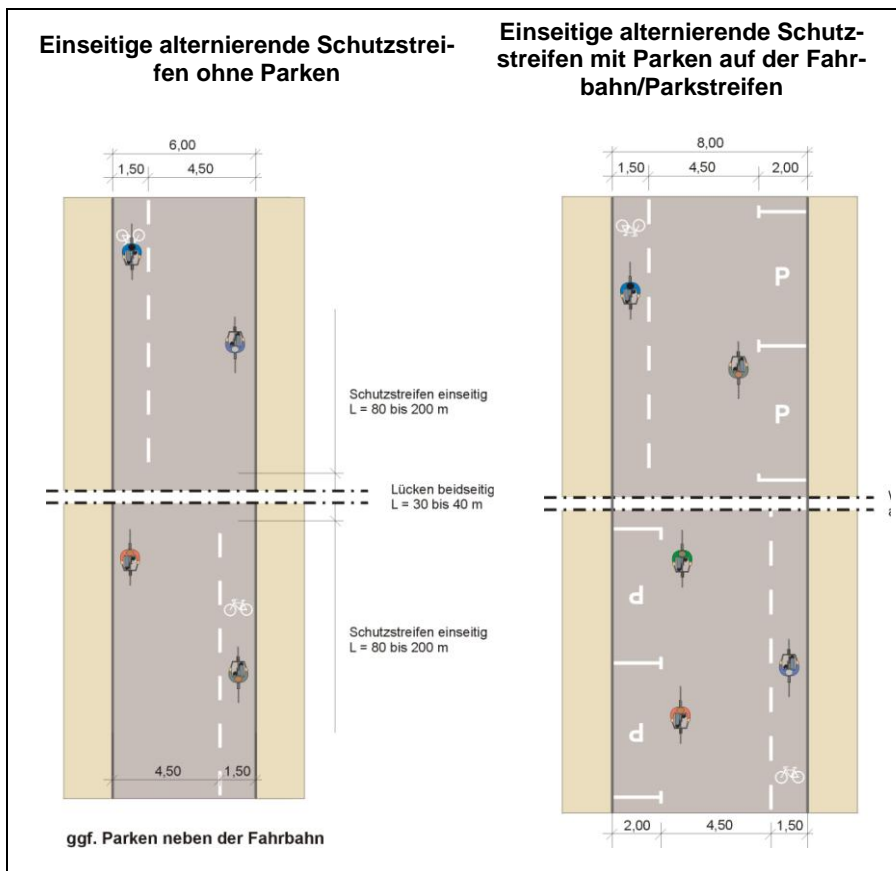 Einseitige alternierende Schutzstrei-
fen ohne Parken
6,00
1,50
4,50
Schutzstreifen einseitig
L = 80 bis 200 m
Lücken beidseitig
L = 30 bis 40 m
Schutzstreifen einseitig
L = 80 bis 200 m
4,50
1,50
ggf. Parken neben der Fahrbahn
Einseitige alternierende Schutz-
streifen mit Parken auf der Fahr-
bahn/Parkstreifen
8,00
1,50
4,50
2,00
P
P
P
P
2,00
4,50
1,50